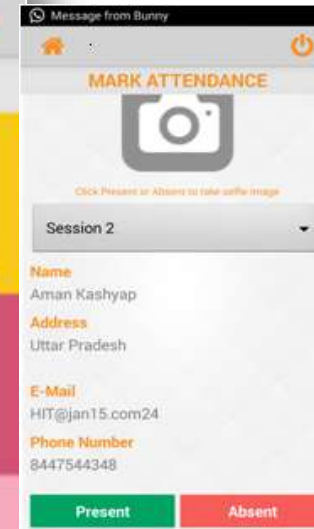 Message from Bunny
MARK ATTENDANCE
Click Present or Absent to take selfie image
Session 2
Name
Aman Kashyap
Address
Uttar Pradesh
E-Mail
HIT@jan15.com24
Phone Number
8447544348
Present
Absent